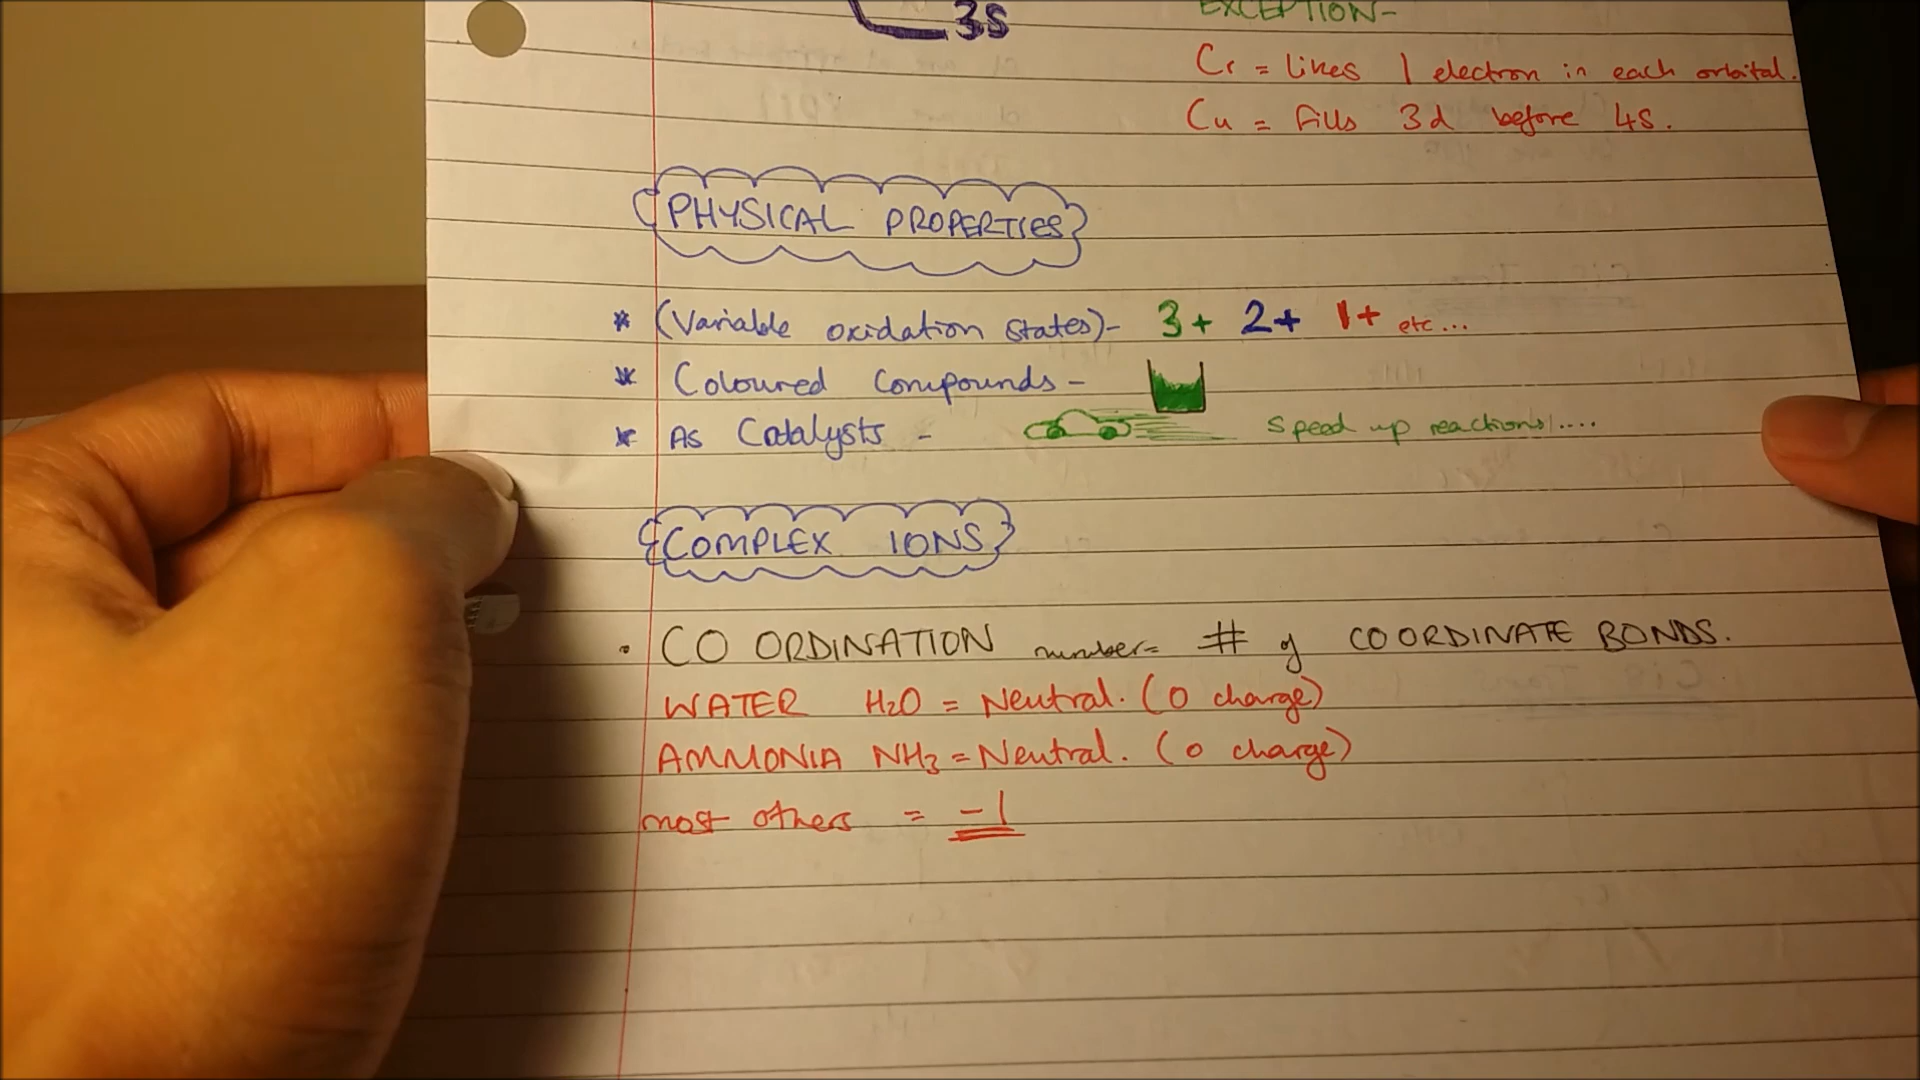 3s
EXCEPTION-
Cr = likes 1 electron in each orbital.
Cu = fills 3d before 4s.
PHYSICAL PROPERTIES
* (Variable oxidation states)- 3+ 2+ 1+ etc...
* Coloured Compounds -
* As Catalysts - speed up reactions!....
COMPLEX IONS
• CO ORDINATION number= # of COORDINATE BONDS.
WATER H2O = Neutral. (0 charge)
AMMONIA NH3 = Neutral. (0 charge)
most others = -1